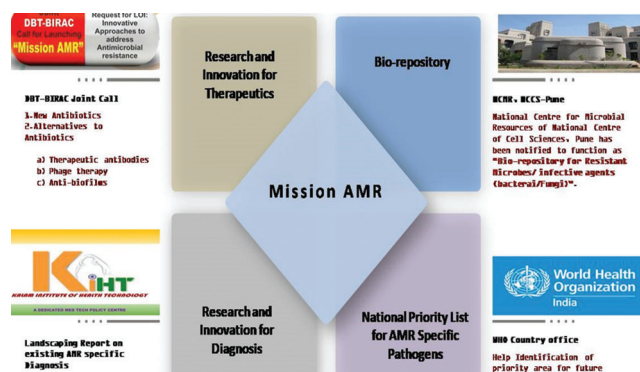 DBT-BIRAC
Call for Launching
"Mission AMR"
Request for LOI:
Innovative
Approaches to
address
Antimicrobial
resistance
DBT-BIRAC Joint Call
1.New Antibiotics
2.Alternatives to
Antibiotics
a) Therapeutic antibodies
b) Phage therapy
c) Anti-biofilms
Research and
Innovation for
Therapeutics
Bio-repository
NCMR, NCCS-Pune
National Centre for Microbial
Resources of National Centre
of Cell Sciences, Pune has
been notified to function as
"Bio-repository for Resistant
Microbes/ infective agents
(bacterai/Fungi)".
Mission AMR
KiHT
KALAM INSTITUTE OF HEALTH TECHNOLOGY
A DEDICATED MED TECH POLICY CENTRE
Landscaping Report on
existing AMR specific
Diagnosis
Research and
Innovation for
Diagnosis
National Priority List
for AMR Specific
Pathogens
World Health
Organization
India
WHO Country office
Help Identification of
priority area for future